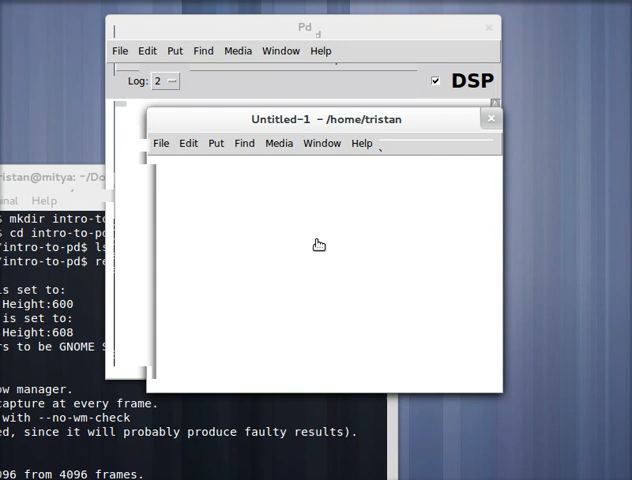 Pd
File Edit Put Find Media Window Help
Log: 2 DSP
Untitled-1 - /home/tristan
File Edit Put Find Media Window Help
ristan@mitya: ~/Do
inal Help
$ mkdir intro-to
$ cd intro-to-pd
/intro-to-pd$ ls
/intro-to-pd$ re
is set to:
Height:600
is set to:
Height:608
rs to be GNOME S
ow manager.
capture at every frame.
with --no-wm-check
ed, since it will probably produce faulty results).
096 from 4096 frames.